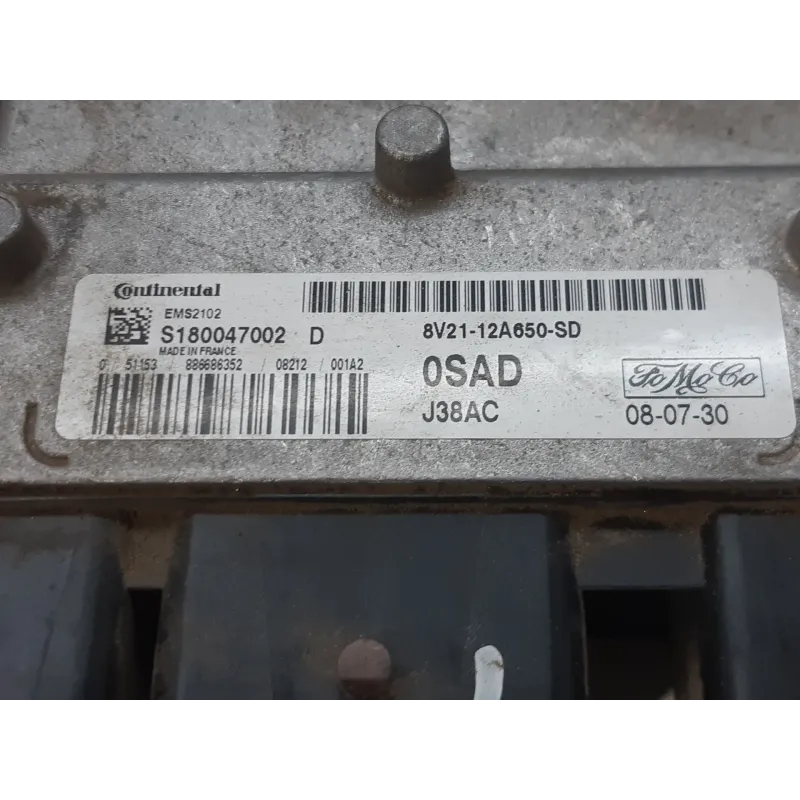 Continental
EMS2102
S180047002 D
MADE IN FRANCE
0 / 51153 / 886686352 / 08212 / 001A2
8V21-12A650-SD
0SAD
J38AC
FoMoCo
08-07-30